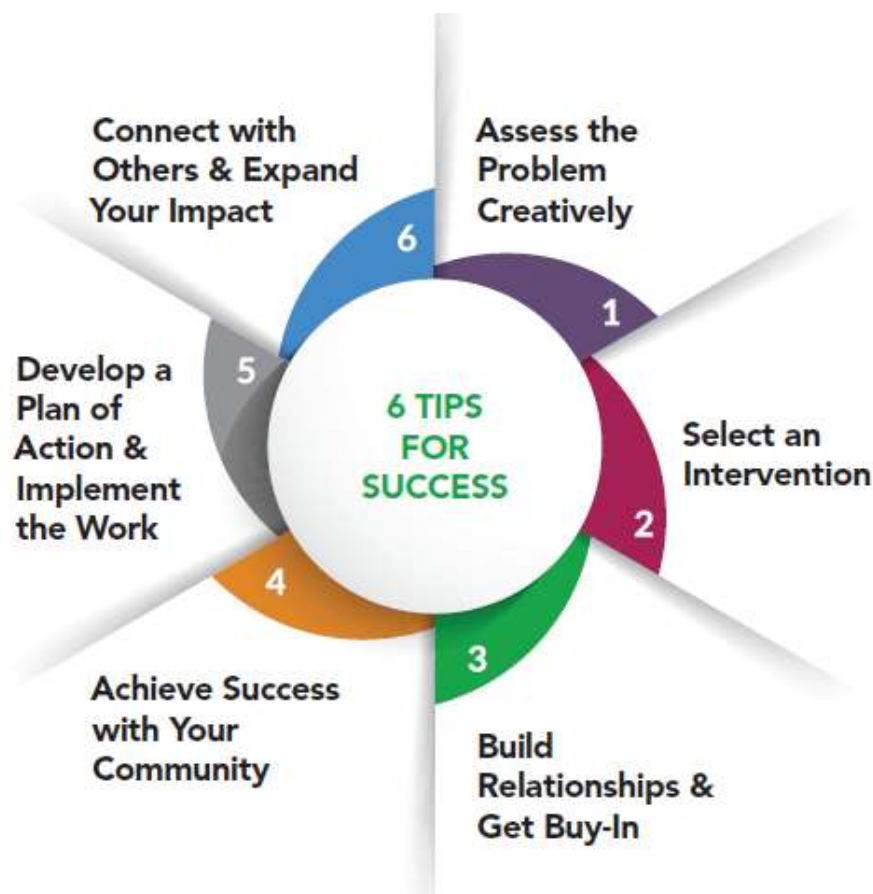 6 TIPS
FOR
SUCCESS
1
Assess the
Problem
Creatively
2
Select an
Intervention
3
Build
Relationships &
Get Buy-In
4
Achieve Success
with Your
Community
5
Develop a
Plan of
Action &
Implement
the Work
6
Connect with
Others & Expand
Your Impact